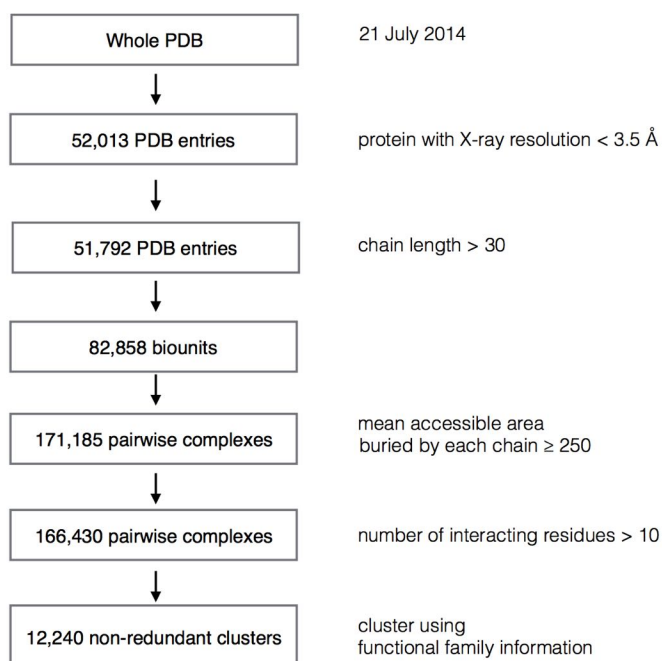 Whole PDB
21 July 2014
52,013 PDB entries
protein with X-ray resolution < 3.5 Å
51,792 PDB entries
chain length > 30
82,858 biounits
171,185 pairwise complexes
mean accessible area
buried by each chain ≥ 250
166,430 pairwise complexes
number of interacting residues > 10
12,240 non-redundant clusters
cluster using
functional family information